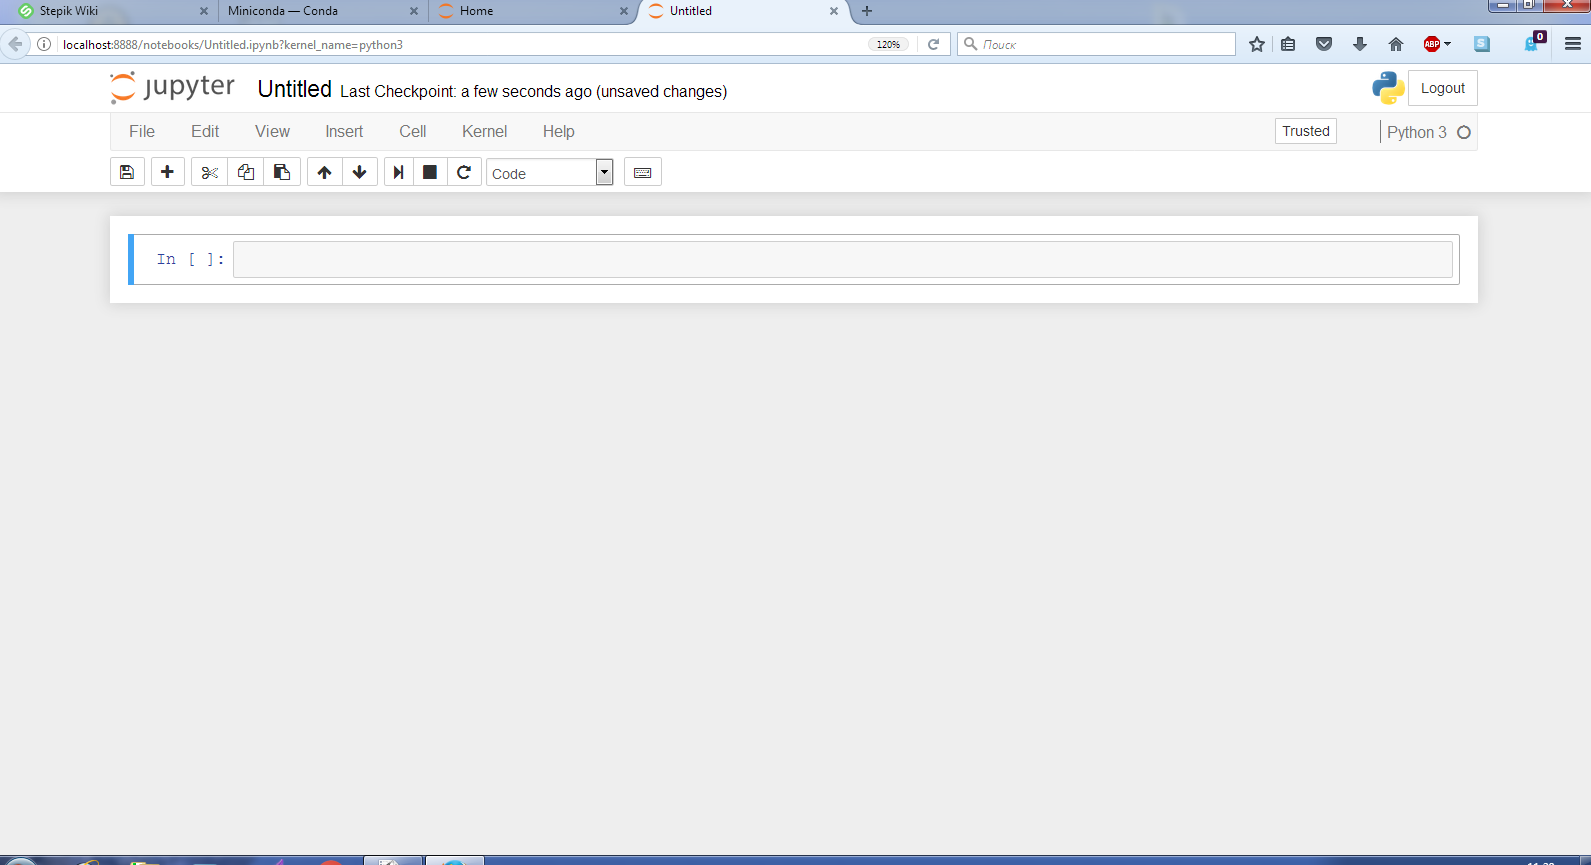 Stepik Wiki
Miniconda — Conda
Home
Untitled
localhost:8888/notebooks/Untitled.ipynb?kernel_name=python3
120%
Поиск
ABP
S
0
jupyter
Untitled Last Checkpoint: a few seconds ago (unsaved changes)
Logout
File Edit View Insert Cell Kernel Help
Trusted
Python 3
Code
In [ ]: